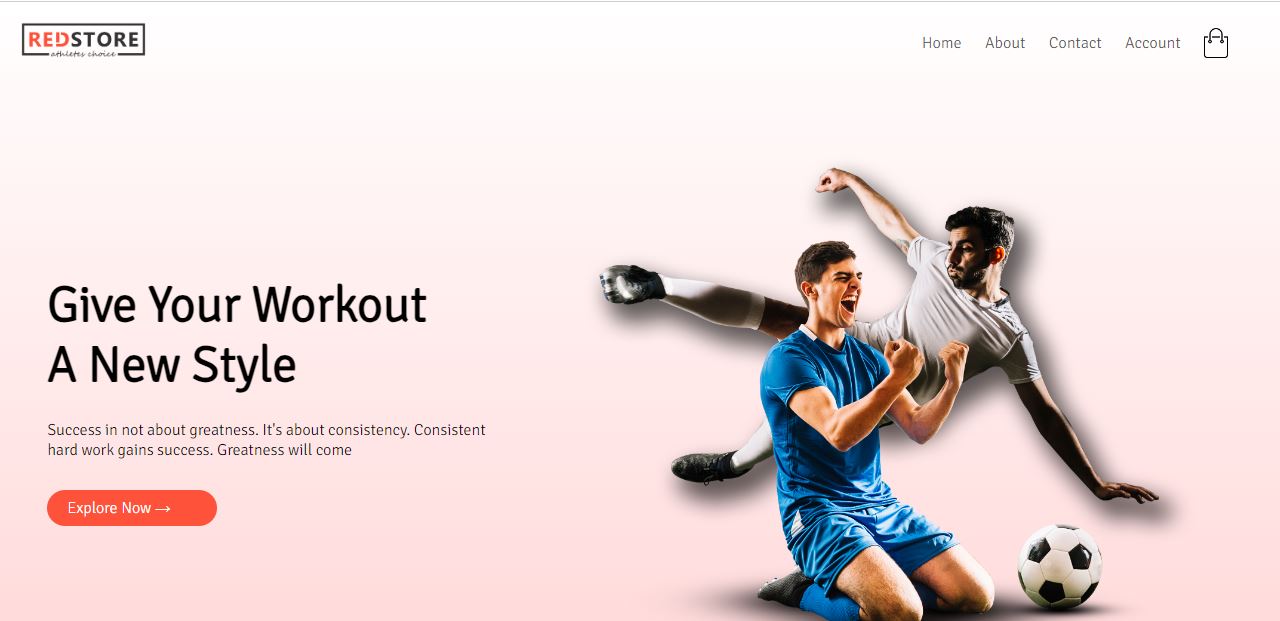 REDSTORE
athletes choice
Home About Contact Account
Give Your Workout
A New Style
Success in not about greatness. It's about consistency. Consistent
hard work gains success. Greatness will come
Explore Now →